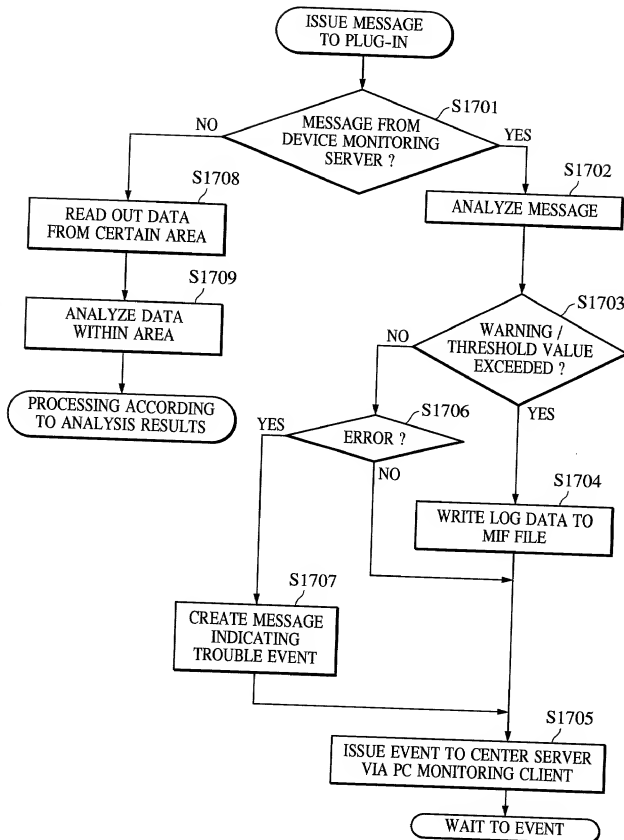 ISSUE MESSAGE
TO PLUG-IN
S1701
MESSAGE FROM
DEVICE MONITORING
SERVER ?
NO
YES
S1708
READ OUT DATA
FROM CERTAIN AREA
S1702
ANALYZE MESSAGE
S1709
ANALYZE DATA
WITHIN AREA
S1703
WARNING /
THRESHOLD VALUE
EXCEEDED ?
NO
YES
PROCESSING ACCORDING
TO ANALYSIS RESULTS
S1706
ERROR ?
YES
NO
S1704
WRITE LOG DATA TO
MIF FILE
S1707
CREATE MESSAGE
INDICATING
TROUBLE EVENT
S1705
ISSUE EVENT TO CENTER SERVER
VIA PC MONITORING CLIENT
WAIT TO EVENT